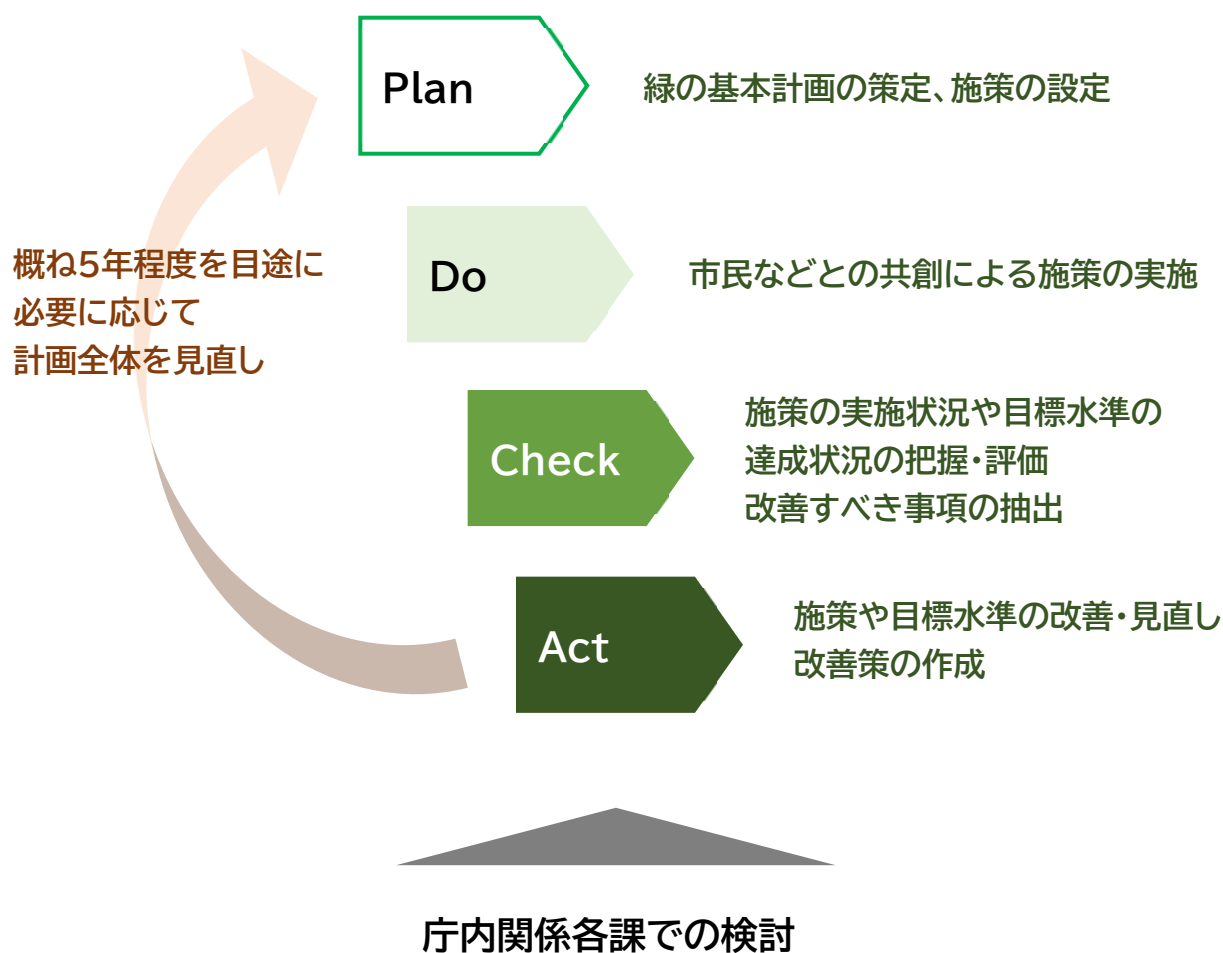 Plan
緑の基本計画の策定、施策の設定
Do
市民などとの共創による施策の実施
概ね5年程度を目途に
必要に応じて
計画全体を見直し
Check
施策の実施状況や目標水準の
達成状況の把握・評価
改善すべき事項の抽出
Act
施策や目標水準の改善・見直し
改善策の作成
庁内関係各課での検討